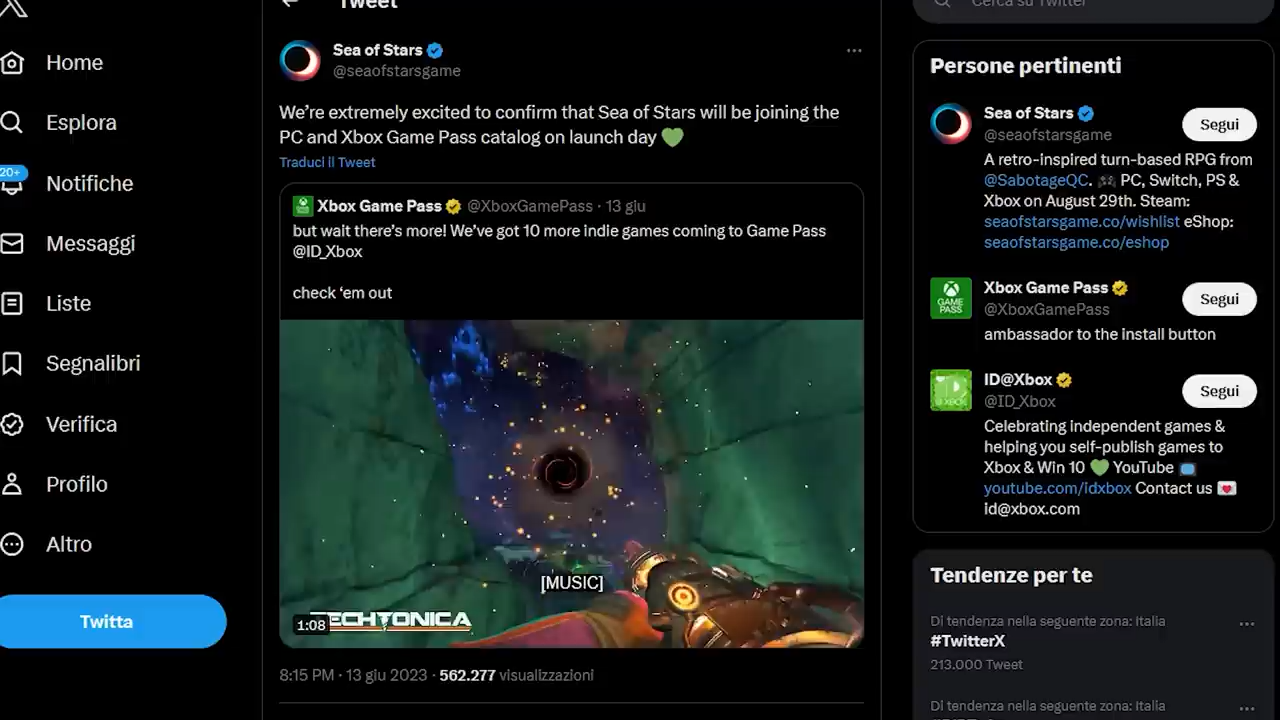 Home
Esplora
20+
Notifiche
Messaggi
Liste
Segnalibri
Verifica
Profilo
Altro
Twitta
Tweet
Sea of Stars
@seaofstarsgame
We're extremely excited to confirm that Sea of Stars will be joining the
PC and Xbox Game Pass catalog on launch day 💚
Traduci il Tweet
Xbox Game Pass @XboxGamePass · 13 giu
but wait there's more! We've got 10 more indie games coming to Game Pass
@ID_Xbox
check 'em out
[MUSIC]
TECHTONICA
1:08
8:15 PM · 13 giu 2023 · 562.277 visualizzazioni
Cerca su Twitter
Persone pertinenti
Sea of Stars
@seaofstarsgame
Segui
A retro-inspired turn-based RPG from
@SabotageQC. 🎮 PC, Switch, PS &
Xbox on August 29th. Steam:
seaofstarsgame.co/wishlist eShop:
seaofstarsgame.co/eshop
GAME
PASS
Xbox Game Pass
@XboxGamePass
Segui
ambassador to the install button
ID@Xbox
@ID_Xbox
Segui
Celebrating independent games &
helping you self-publish games to
Xbox & Win 10 💚 YouTube 📺
youtube.com/idxbox Contact us 💌
id@xbox.com
Tendenze per te
Di tendenza nella seguente zona: Italia
#TwitterX
213.000 Tweet
Di tendenza nella seguente zona: Italia